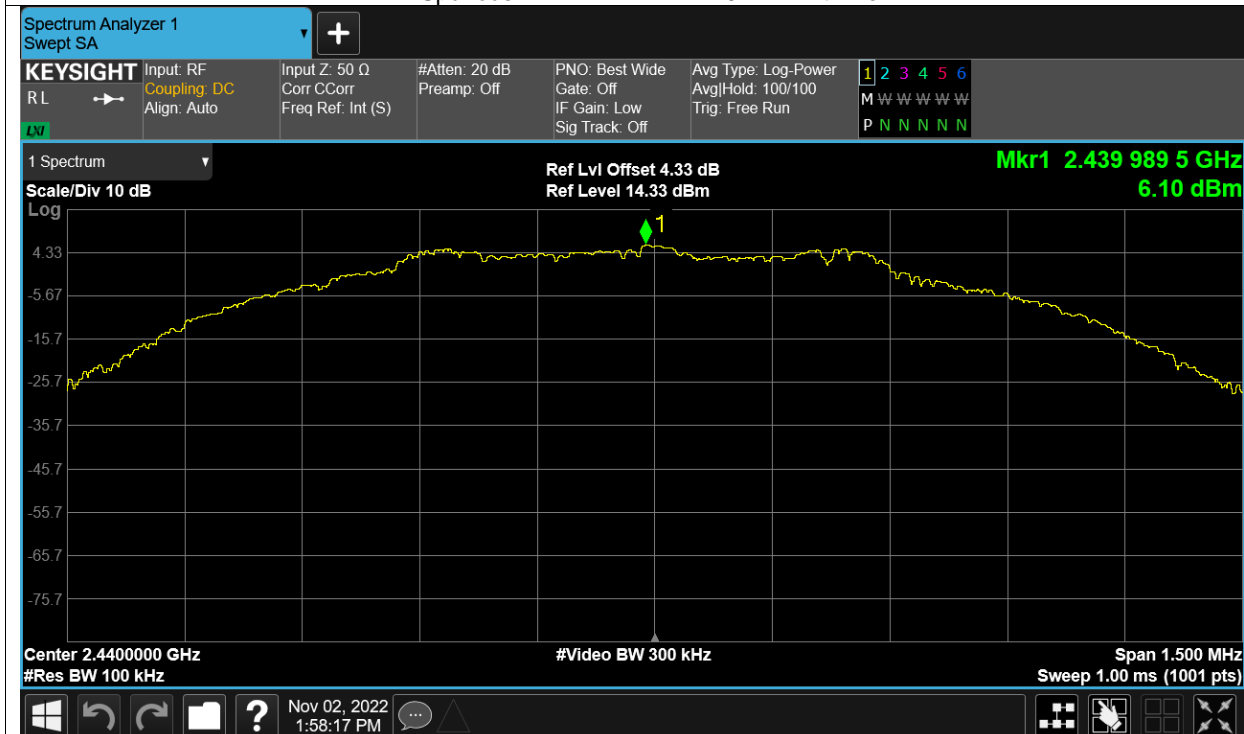 Spectrum Analyzer 1
Swept SA
+
KEYSIGHT
R L
LXI
Input: RF
Coupling: DC
Align: Auto
Input Z: 50 Ω
Corr CCorr
Freq Ref: Int (S)
#Atten: 20 dB
Preamp: Off
PNO: Best Wide
Gate: Off
IF Gain: Low
Sig Track: Off
Avg Type: Log-Power
Avg|Hold: 100/100
Trig: Free Run
1 2 3 4 5 6
M W W W W W
P N N N N N
1 Spectrum
Scale/Div 10 dB
Log
Ref Lvl Offset 4.33 dB
Ref Level 14.33 dBm
Mkr1 2.439 989 5 GHz
6.10 dBm
1
4.33
-5.67
-15.7
-25.7
-35.7
-45.7
-55.7
-65.7
-75.7
Center 2.4400000 GHz
#Res BW 100 kHz
#Video BW 300 kHz
Span 1.500 MHz
Sweep 1.00 ms (1001 pts)
?
Nov 02, 2022
1:58:17 PM